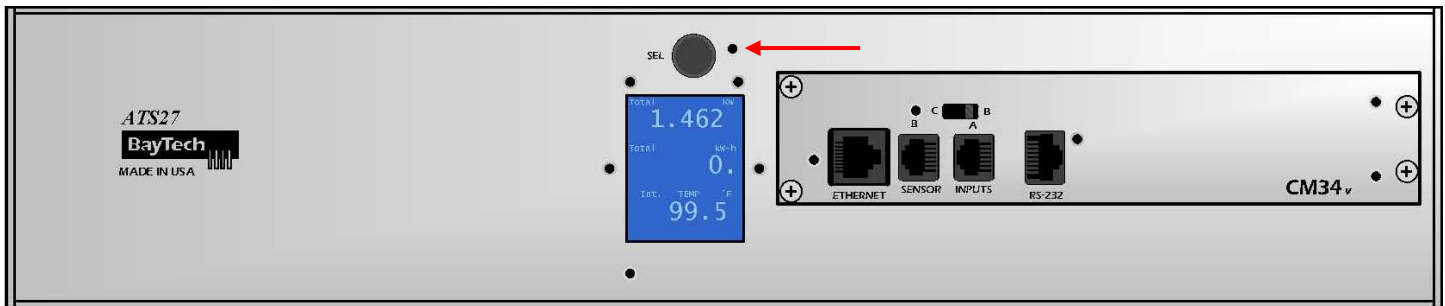 SEL
ATS27
BayTech
MADE IN USA
Total KW
1.462
Total kW-h
0.
Int. TEMP °F
99.5
C B
B A
ETHERNET SENSOR INPUTS RS-232
CM34 v